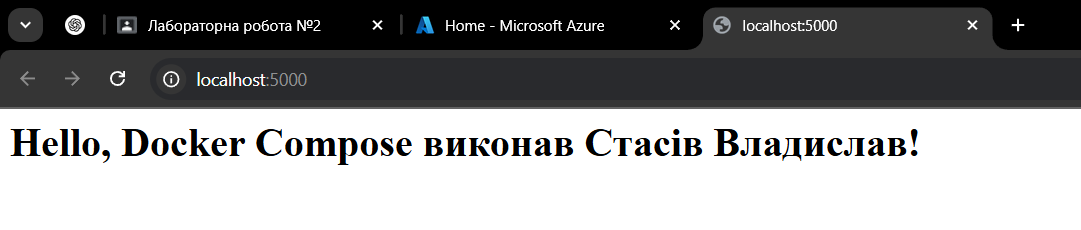 Лабораторна робота №2
Home - Microsoft Azure
localhost:5000
localhost:5000
Hello, Docker Compose виконав Стасів Владислав!